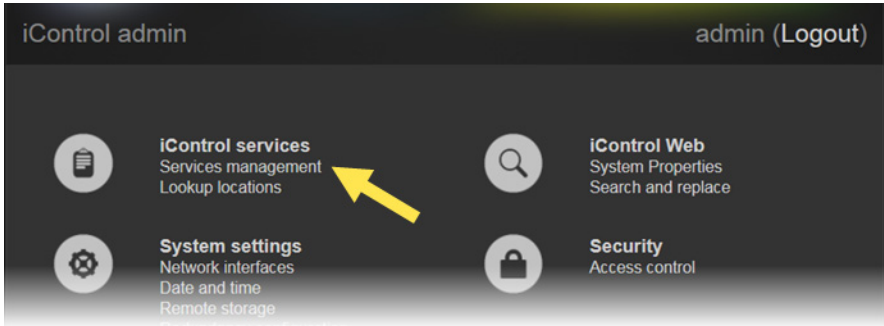 iControl admin
admin (Logout)
iControl services
Services management
Lookup locations
iControl Web
System Properties
Search and replace
System settings
Network interfaces
Date and time
Remote storage
Security
Access control